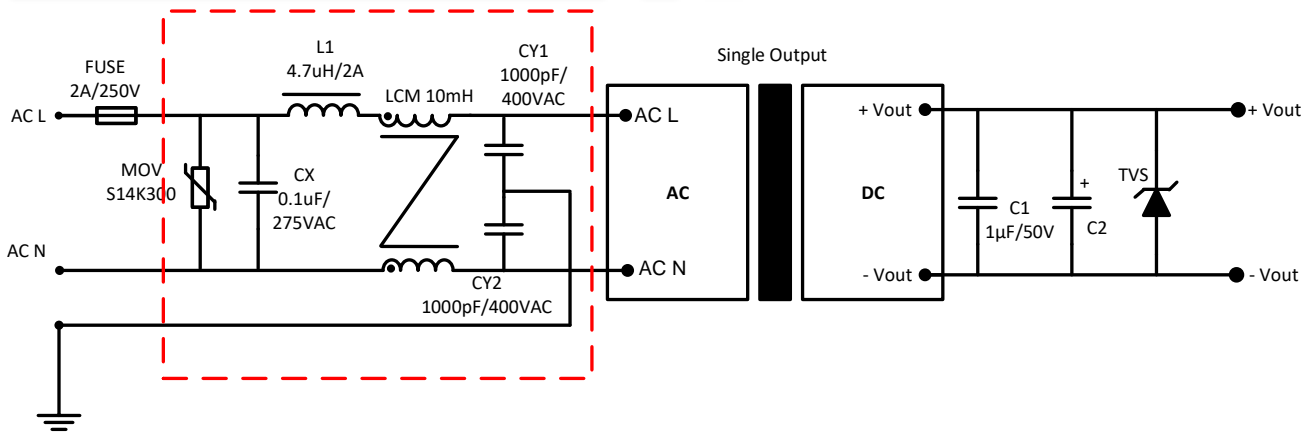 FUSE
2A/250V
AC L
MOV
S14K300
AC N
L1
4.7uH/2A
LCM 10mH
CX
0.1uF/
275VAC
CY1
1000pF/
400VAC
CY2
1000pF/400VAC
Single Output
AC L
AC
AC N
+ Vout
DC
- Vout
C1
1µF/50V
+
C2
TVS
+ Vout
- Vout